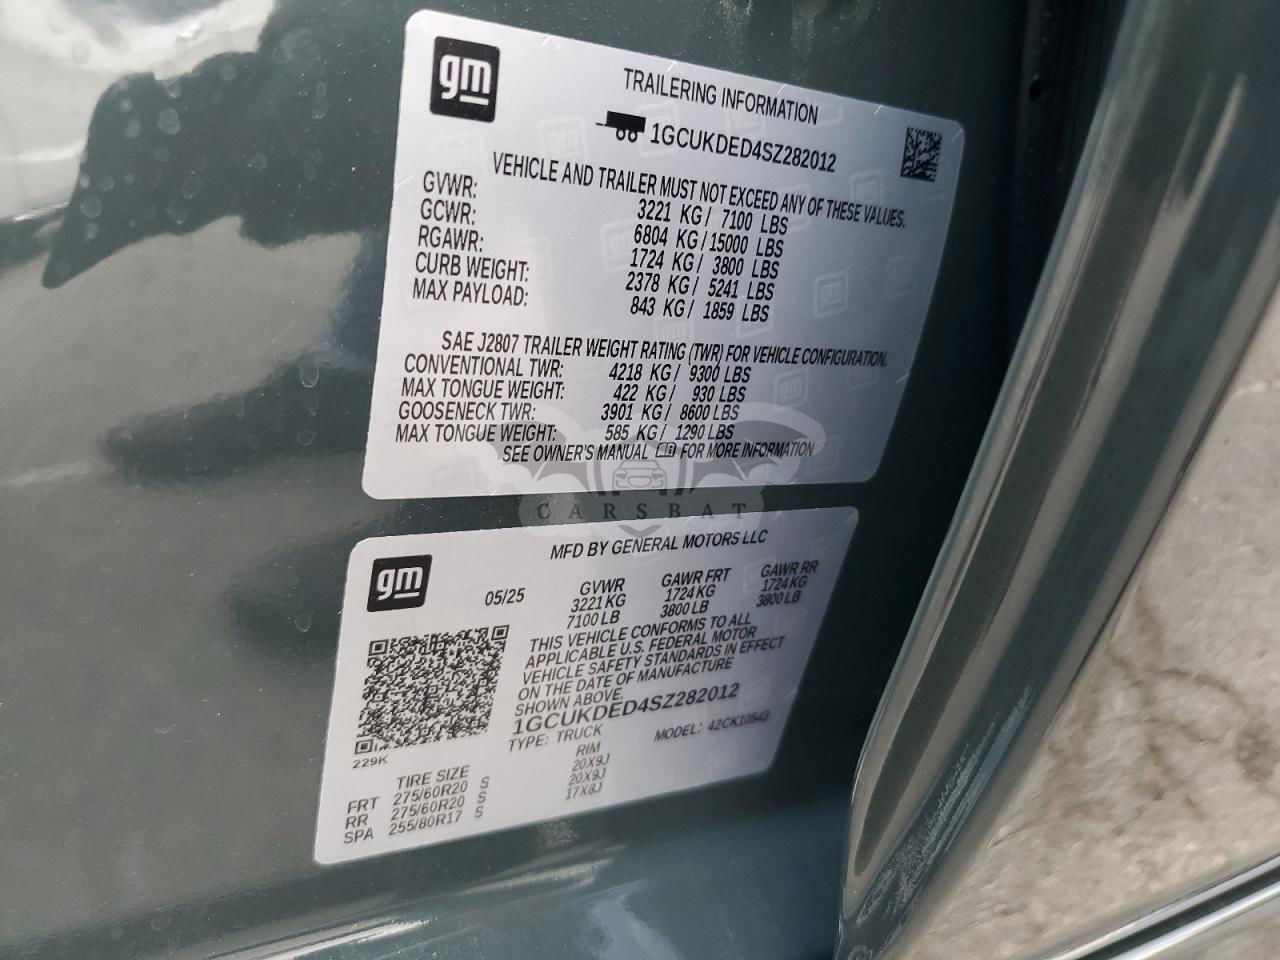 gm
TRAILERING INFORMATION
1GCUKDED4SZ282012
VEHICLE AND TRAILER MUST NOT EXCEED ANY OF THESE VALUES.
GVWR: 3221 KG / 7100 LBS
GCWR: 6804 KG / 15000 LBS
RGAWR: 1724 KG / 3800 LBS
CURB WEIGHT: 2378 KG / 5241 LBS
MAX PAYLOAD: 843 KG / 1859 LBS
SAE J2807 TRAILER WEIGHT RATING (TWR) FOR VEHICLE CONFIGURATION.
CONVENTIONAL TWR: 4218 KG / 9300 LBS
MAX TONGUE WEIGHT: 422 KG / 930 LBS
GOOSENECK TWR: 3901 KG / 8600 LBS
MAX TONGUE WEIGHT: 585 KG / 1290 LBS
SEE OWNER'S MANUAL FOR MORE INFORMATION
CARSBAT
gm
MFD BY GENERAL MOTORS LLC
05/25
GVWR GAWR FRT GAWR RR
3221 KG 1724 KG 1724 KG
7100 LB 3800 LB 3800 LB
THIS VEHICLE CONFORMS TO ALL
APPLICABLE U.S. FEDERAL MOTOR
VEHICLE SAFETY STANDARDS IN EFFECT
ON THE DATE OF MANUFACTURE
SHOWN ABOVE.
1GCUKDED4SZ282012
TYPE: TRUCK MODEL: 42CK10543
229K
TIRE SIZE RIM
FRT 275/60R20 S 20X9J
RR 275/60R20 S 20X9J
SPA 255/80R17 S 17X8J